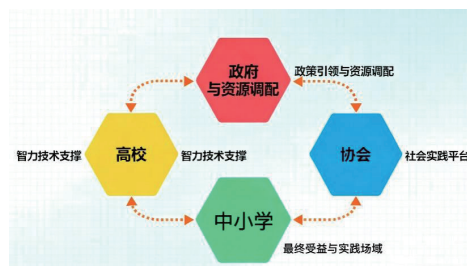 政府
与资源调配
政策引领与资源调配
智力技术支撑
高校
智力技术支撑
协会
社会实践平台
中小学
最终受益与实践场域